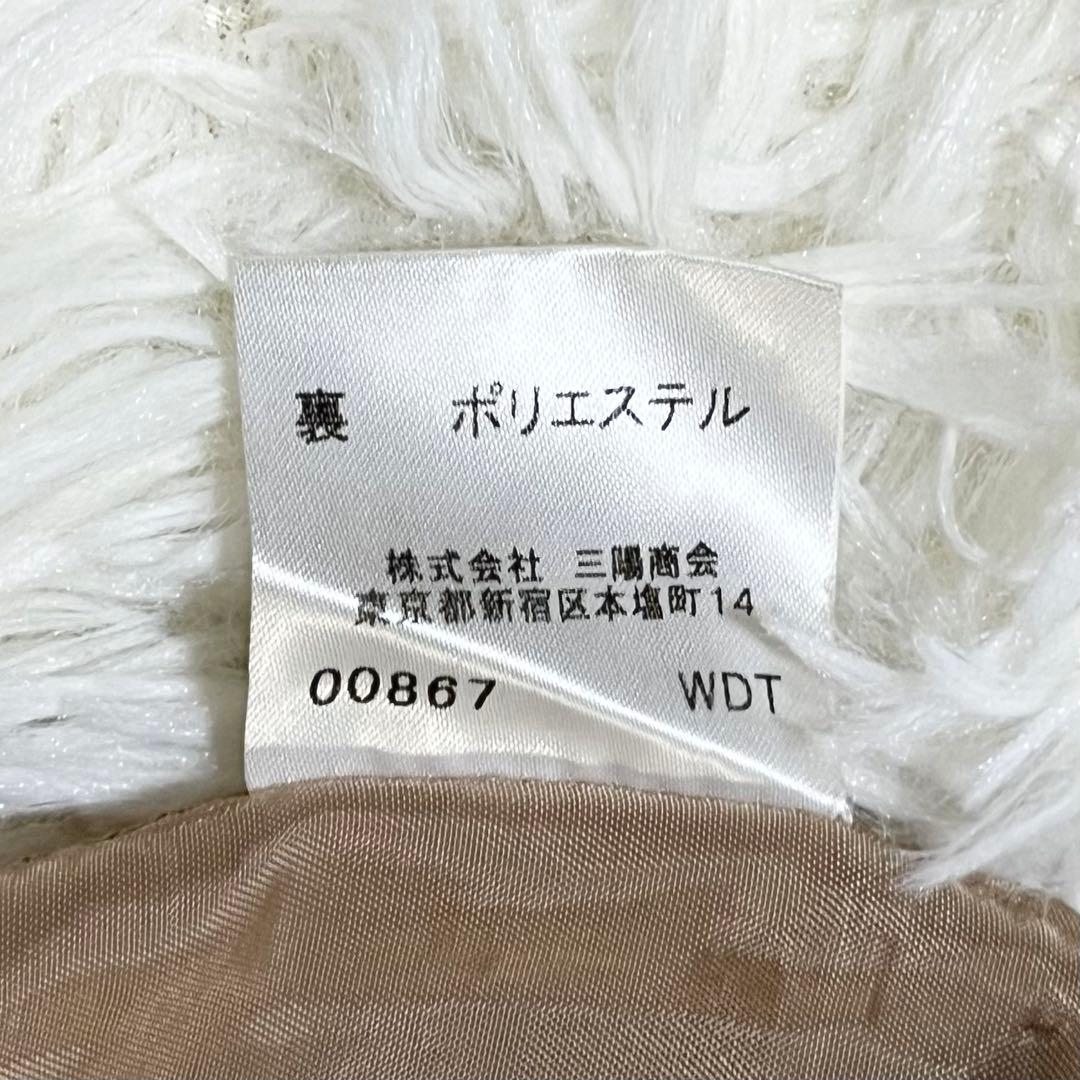 裏 ポリエステル
株式会社 三陽商会
東京都新宿区本塩町14
00867 WDT